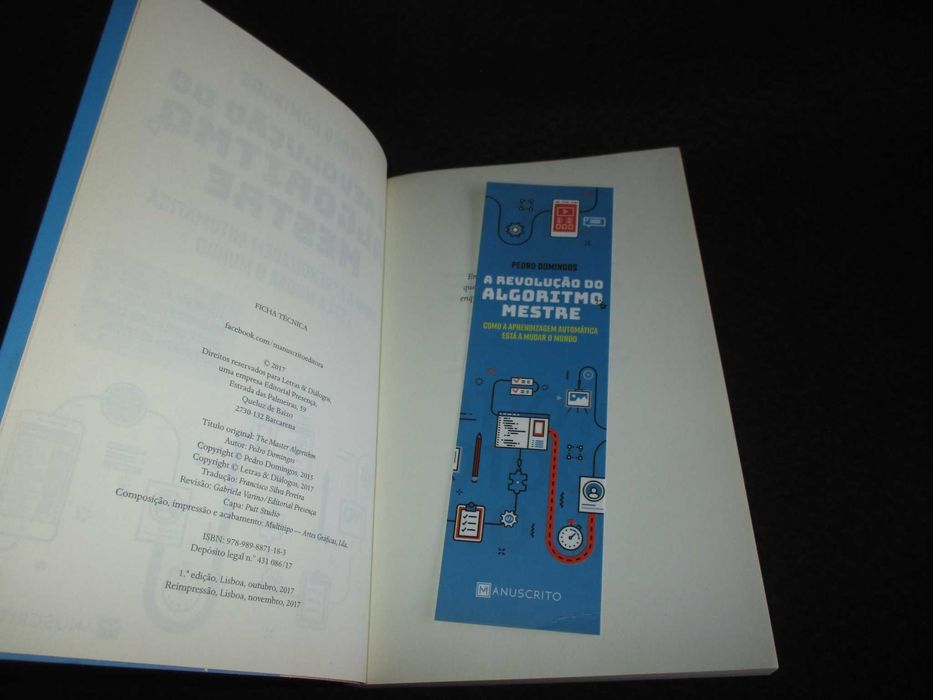 FICHA TÉCNICA
facebook.com/manuscritoeditora
© 2017
Direitos reservados para Letras & Diálogos,
uma empresa Editorial Presença,
Estrada das Palmeiras, 59
Queluz de Baixo
2730-132 Barcarena
Título original: The Master Algorithm
Autor: Pedro Domingos
Copyright © Pedro Domingos, 2015
Copyright © Letras & Diálogos, 2017
Tradução: Francisco Silva Pereira
Revisão: Gabriela Varino/Editorial Presença
Capa: Putt Studio
Composição, impressão e acabamento: Multitipo — Artes Gráficas, Lda.
ISBN: 978-989-8871-18-3
Depósito legal n.º 431 086/17
1.ª edição, Lisboa, outubro, 2017
Reimpressão, Lisboa, novembro, 2017
PEDRO DOMINGOS
A REVOLUÇÃO DO
ALGORITMO
MESTRE
COMO A APRENDIZAGEM AUTOMÁTICA
ESTÁ A MUDAR O MUNDO
MANUSCRITO